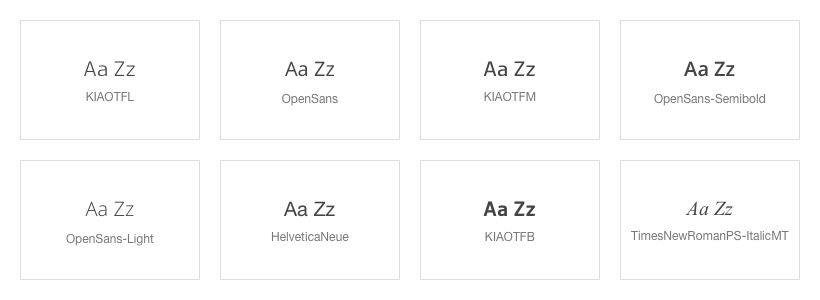 Aa Zz
KIAOTFL
Aa Zz
OpenSans
Aa Zz
KIAOTFM
Aa Zz
OpenSans-Semibold
Aa Zz
OpenSans-Light
Aa Zz
HelveticaNeue
Aa Zz
KIAOTFB
Aa Zz
TimesNewRomanPS-ItalicMT